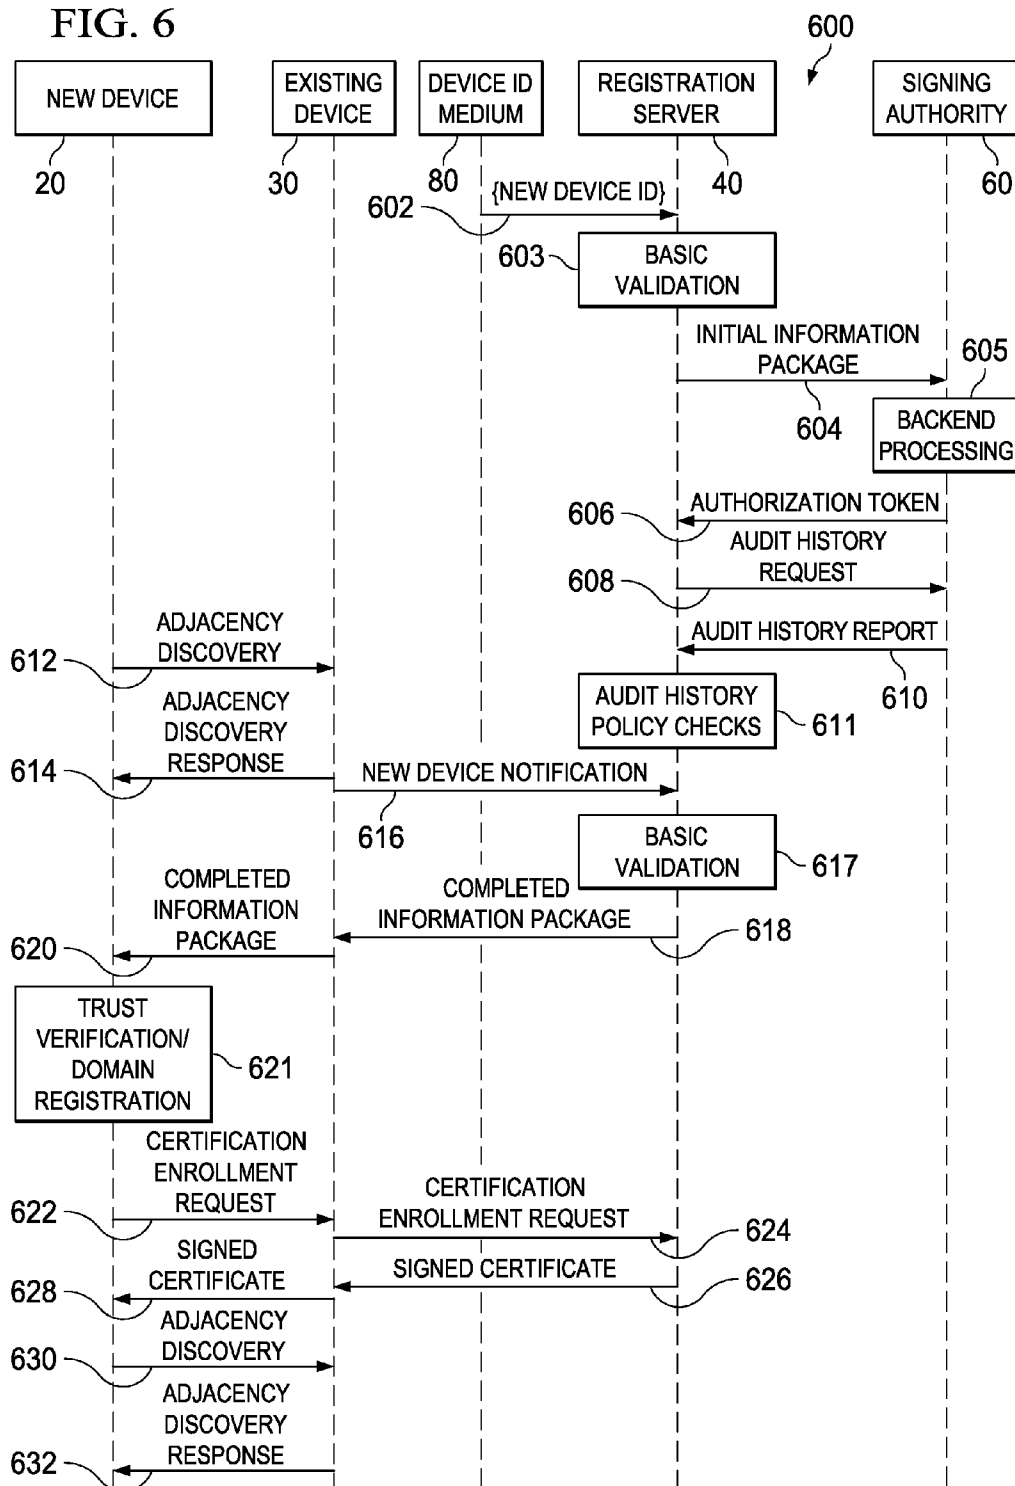 FIG. 6
600
NEW DEVICE
EXISTING
DEVICE
DEVICE ID
MEDIUM
REGISTRATION
SERVER
SIGNING
AUTHORITY
20
30
80
40
60
{NEW DEVICE ID}
602
603
BASIC
VALIDATION
INITIAL INFORMATION
PACKAGE
604
605
BACKEND
PROCESSING
AUTHORIZATION TOKEN
606
AUDIT HISTORY
REQUEST
608
ADJACENCY
DISCOVERY
612
AUDIT HISTORY REPORT
610
AUDIT HISTORY
POLICY CHECKS
611
ADJACENCY
DISCOVERY
RESPONSE
614
NEW DEVICE NOTIFICATION
616
BASIC
VALIDATION
617
COMPLETED
INFORMATION PACKAGE
618
COMPLETED
INFORMATION
PACKAGE
620
TRUST
VERIFICATION/
DOMAIN
REGISTRATION
621
CERTIFICATION
ENROLLMENT
REQUEST
622
CERTIFICATION
ENROLLMENT REQUEST
624
SIGNED CERTIFICATE
626
SIGNED
CERTIFICATE
628
ADJACENCY
DISCOVERY
630
ADJACENCY
DISCOVERY
RESPONSE
632